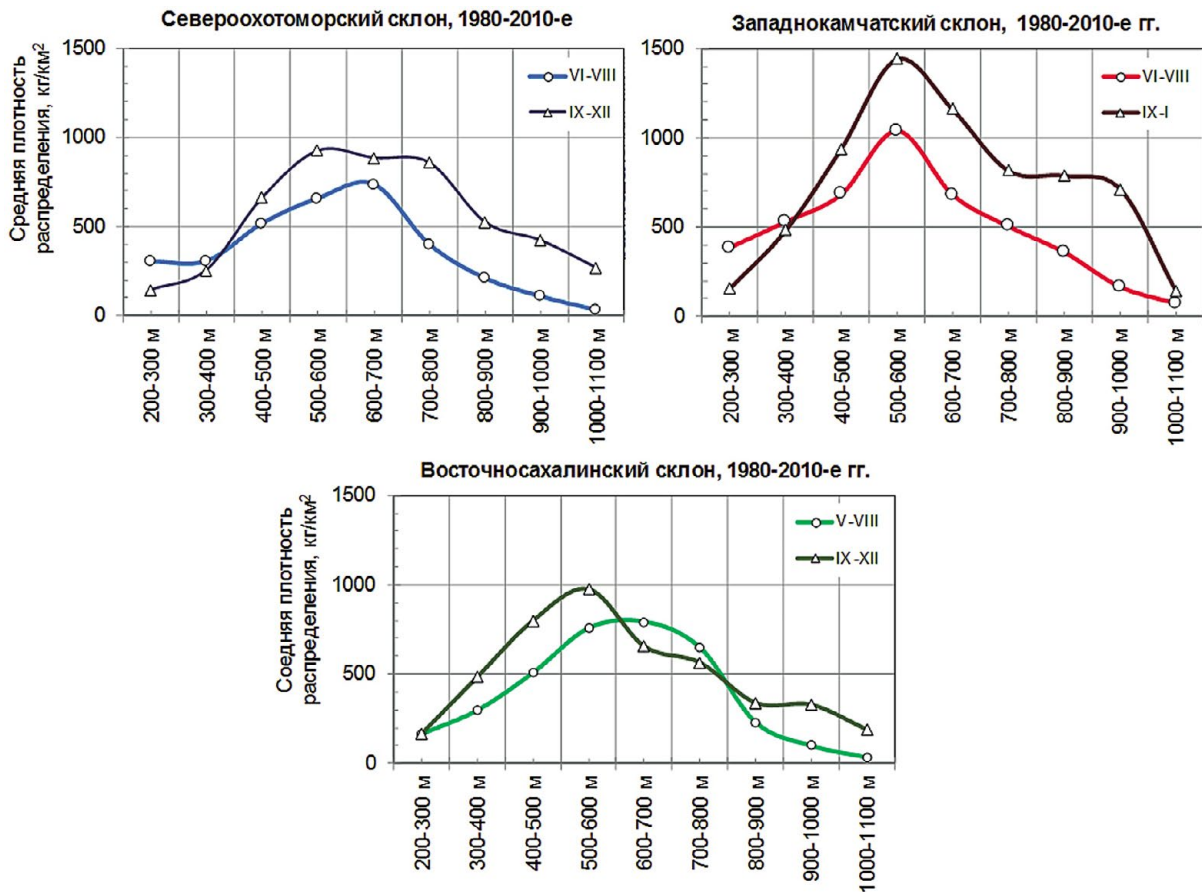 Североохотоморский склон, 1980-2010-е
Средняя плотность
распределения, кг/км²
1500
1000
500
0
VI-VIII
IX-XII
200-300 м
300-400 м
400-500 м
500-600 м
600-700 м
700-800 м
800-900 м
900-1000 м
1000-1100 м
Западнокамчатский склон, 1980-2010-е гг.
1500
1000
500
0
VI-VIII
IX-I
200-300 м
300-400 м
400-500 м
500-600 м
600-700 м
700-800 м
800-900 м
900-1000 м
1000-1100 м
Восточносахалинский склон, 1980-2010-е гг.
Соедняя плотность
распределения, кг/км²
1500
1000
500
0
V-VIII
IX-XII
200-300 м
300-400 м
400-500 м
500-600 м
600-700 м
700-800 м
800-900 м
900-1000 м
1000-1100 м